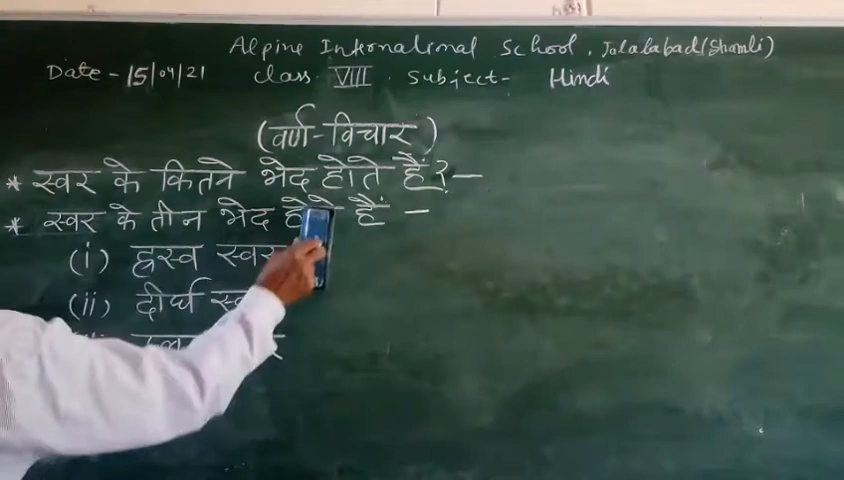 Alpine International School, Jalalabad (Shamli)
Date - 15/04/21 Class VIII Subject- Hindi
(वर्ण-विचार)
* स्वर के कितने भेद होते हैं? -
* स्वर के तीन भेद होते हैं -
(i) ह्रस्व स्वर
(ii) दीर्घ